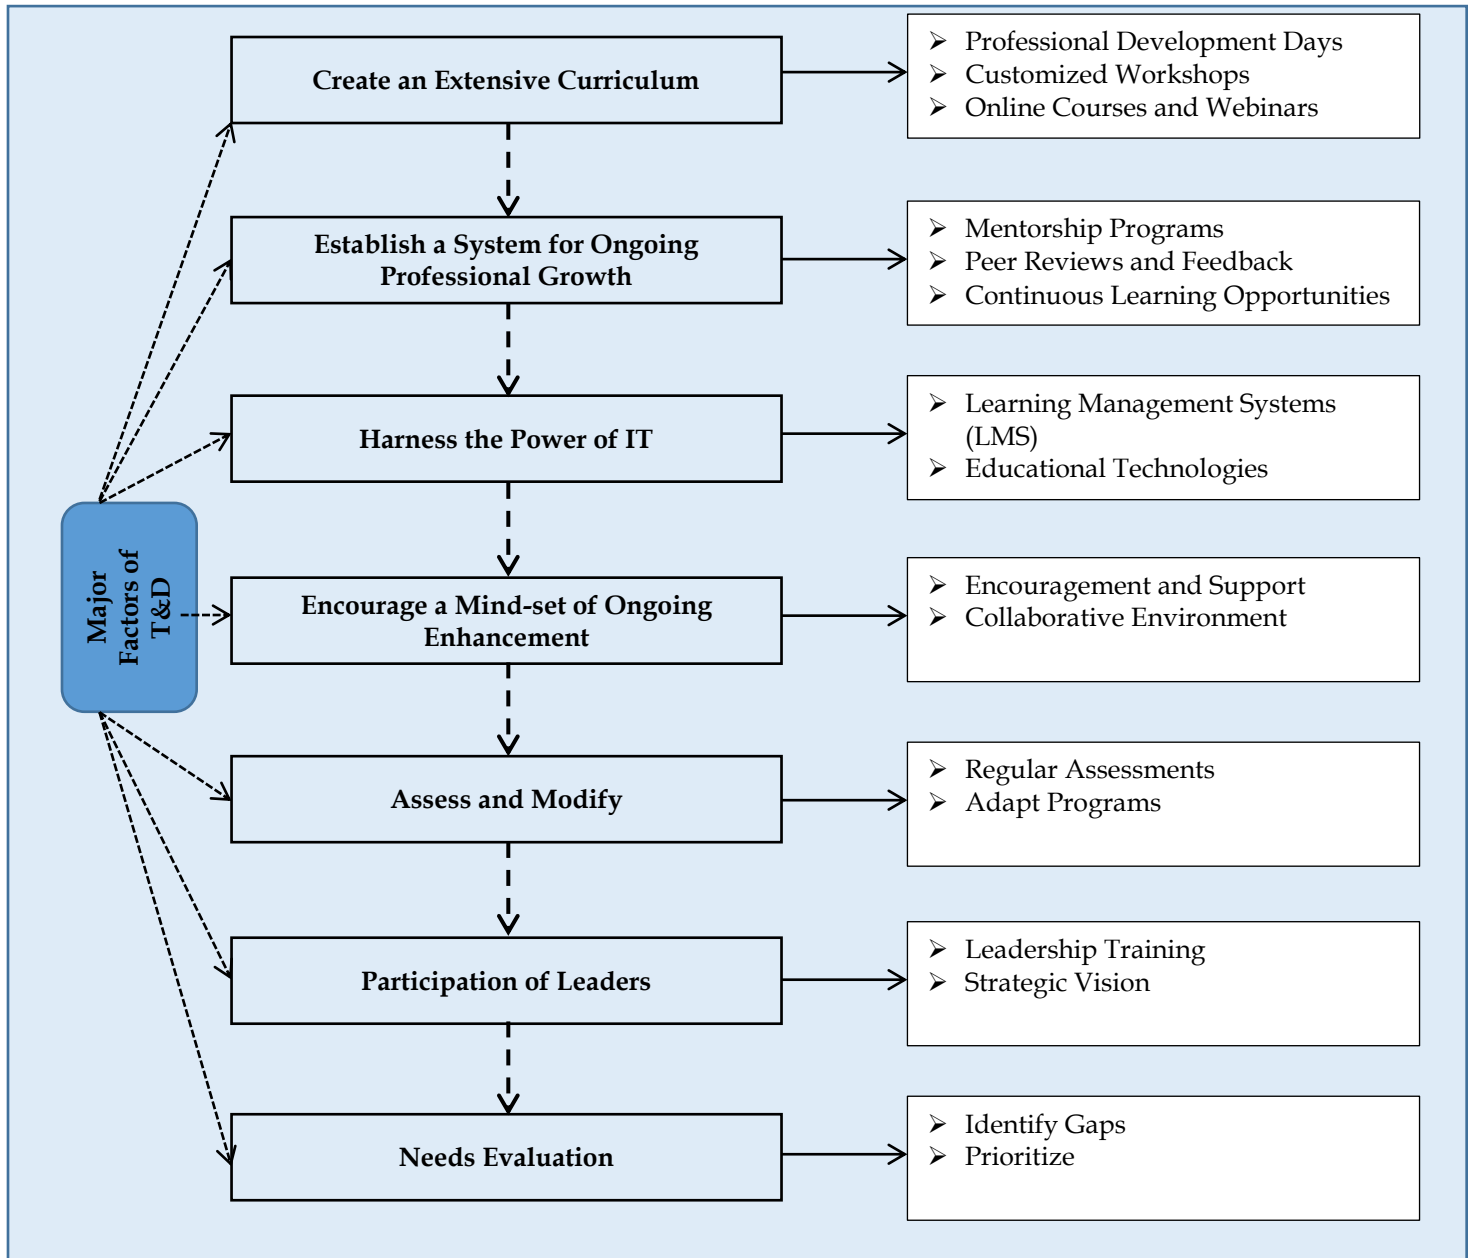 Create an Extensive Curriculum
➢ Professional Development Days
➢ Customized Workshops
➢ Online Courses and Webinars
Establish a System for Ongoing
Professional Growth
➢ Mentorship Programs
➢ Peer Reviews and Feedback
➢ Continuous Learning Opportunities
Harness the Power of IT
➢ Learning Management Systems
(LMS)
➢ Educational Technologies
Major
Factors of
T&D
Encourage a Mind-set of Ongoing
Enhancement
➢ Encouragement and Support
➢ Collaborative Environment
Assess and Modify
➢ Regular Assessments
➢ Adapt Programs
Participation of Leaders
➢ Leadership Training
➢ Strategic Vision
Needs Evaluation
➢ Identify Gaps
➢ Prioritize